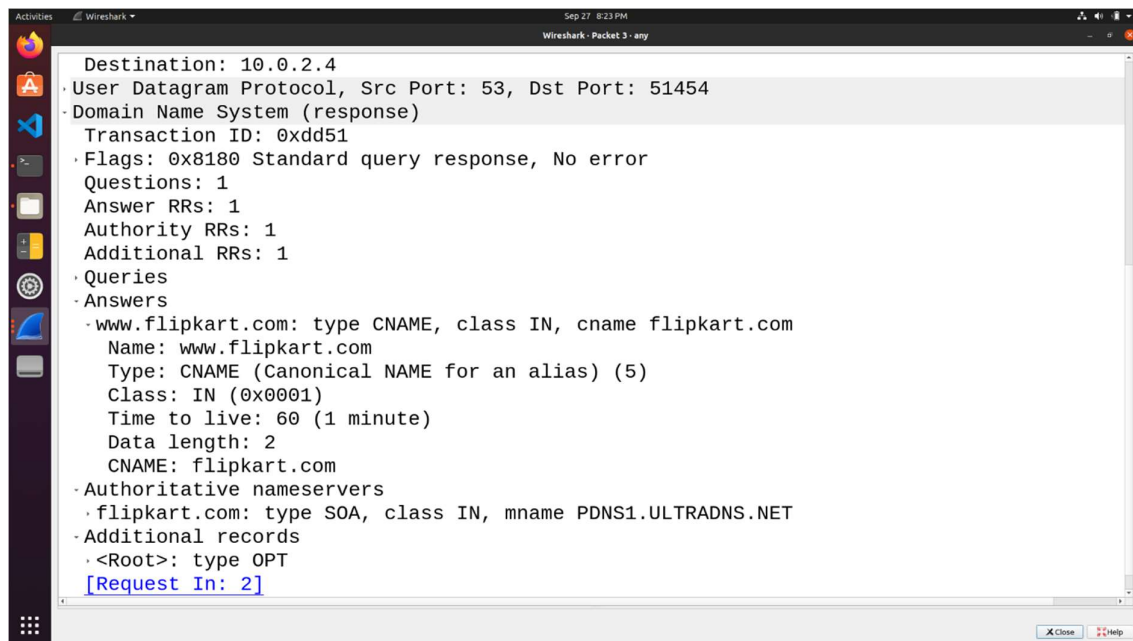 Activities
Wireshark
Sep 27 8:23 PM
Wireshark · Packet 3 · any
Destination: 10.0.2.4
User Datagram Protocol, Src Port: 53, Dst Port: 51454
Domain Name System (response)
Transaction ID: 0xdd51
Flags: 0x8180 Standard query response, No error
Questions: 1
Answer RRs: 1
Authority RRs: 1
Additional RRs: 1
Queries
Answers
www.flipkart.com: type CNAME, class IN, cname flipkart.com
Name: www.flipkart.com
Type: CNAME (Canonical NAME for an alias) (5)
Class: IN (0x0001)
Time to live: 60 (1 minute)
Data length: 2
CNAME: flipkart.com
Authoritative nameservers
flipkart.com: type SOA, class IN, mname PDNS1.ULTRADNS.NET
Additional records
<Root>: type OPT
[Request In: 2]
Close
Help